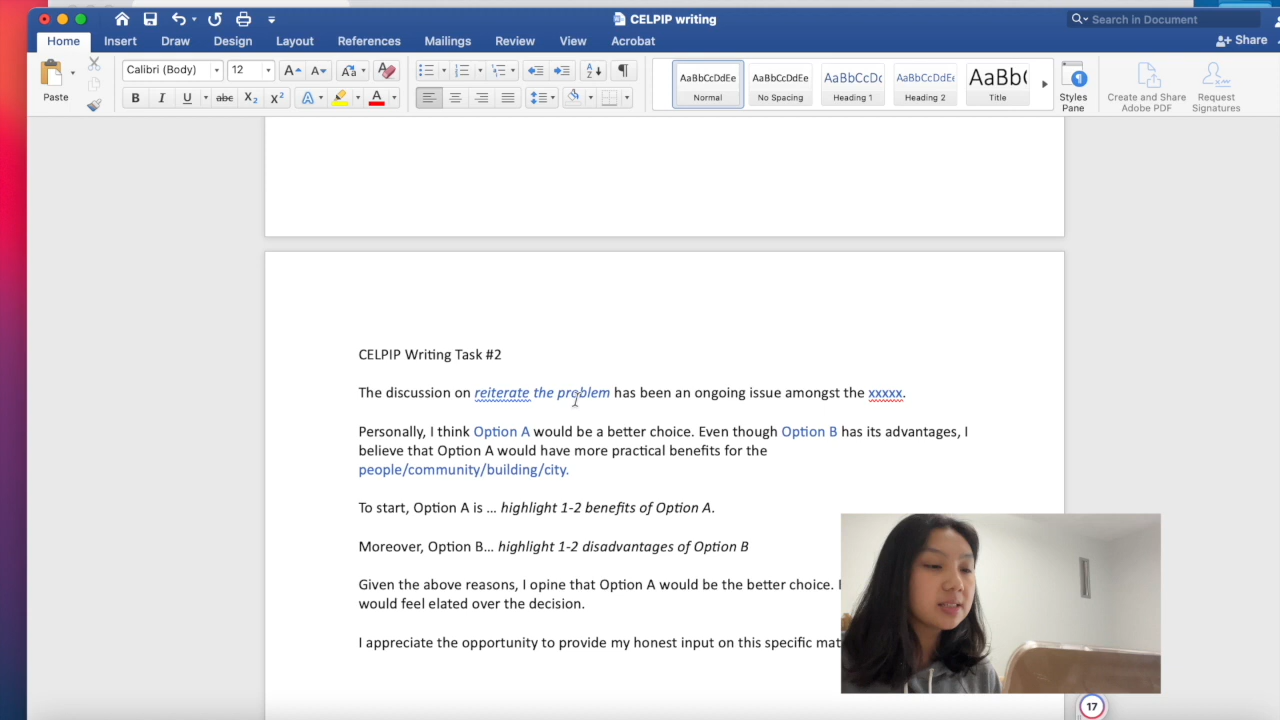 CELPIP writing
Search in Document
Home Insert Draw Design Layout References Mailings Review View Acrobat
Share
Paste
Calibri (Body) 12
A A
B I U abc X2 X2 A A
AaBbCcDdEe
Normal
AaBbCcDdEe
No Spacing
AaBbCcDc
Heading 1
AaBbCcDdEe
Heading 2
AaBb(
Title
Styles
Pane
Create and Share
Adobe PDF
Request
Signatures
CELPIP Writing Task #2
The discussion on reiterate the problem has been an ongoing issue amongst the xxxxx.
Personally, I think Option A would be a better choice. Even though Option B has its advantages, I
believe that Option A would have more practical benefits for the
people/community/building/city.
To start, Option A is … highlight 1-2 benefits of Option A.
Moreover, Option B… highlight 1-2 disadvantages of Option B
Given the above reasons, I opine that Option A would be the better choice.
would feel elated over the decision.
I appreciate the opportunity to provide my honest input on this specific
17